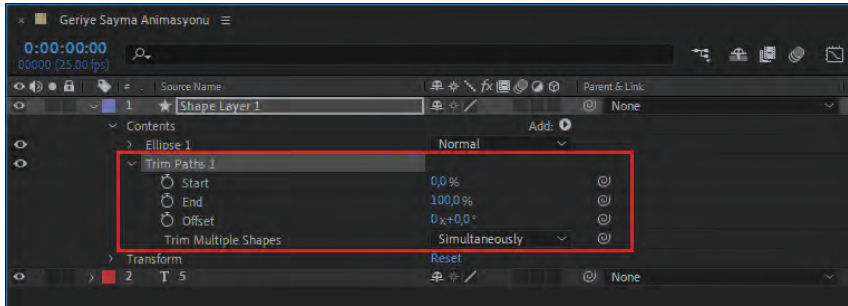 Geriye Sayma Animasyonu
0:00:00:00
00000 (25.00 fps)
# . Source Name Parent & Link
1 Shape Layer 1 None
Contents Add:
Ellipse 1 Normal
Trim Paths 1
Start 0,0 %
End 100,0 %
Offset 0 x+0,0 °
Trim Multiple Shapes Simultaneously
Transform Reset
2 T 5 None